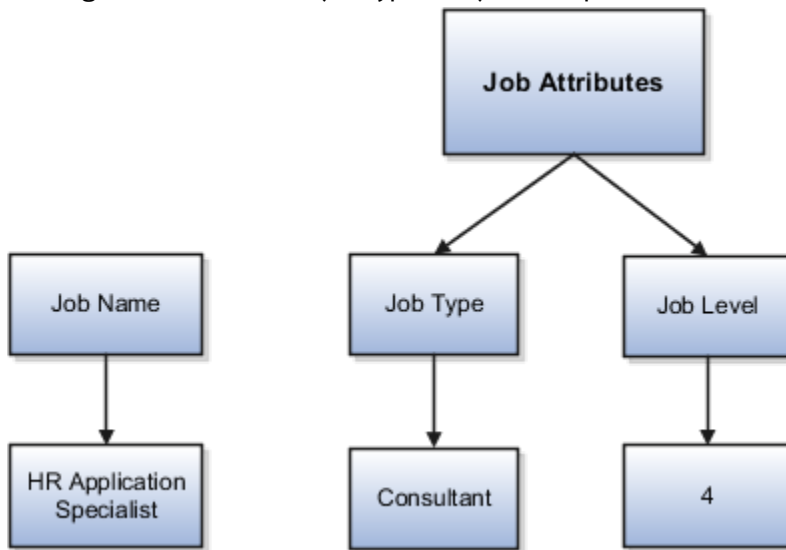 Job Attributes
Job Name
Job Type
Job Level
HR Application
Specialist
Consultant
4